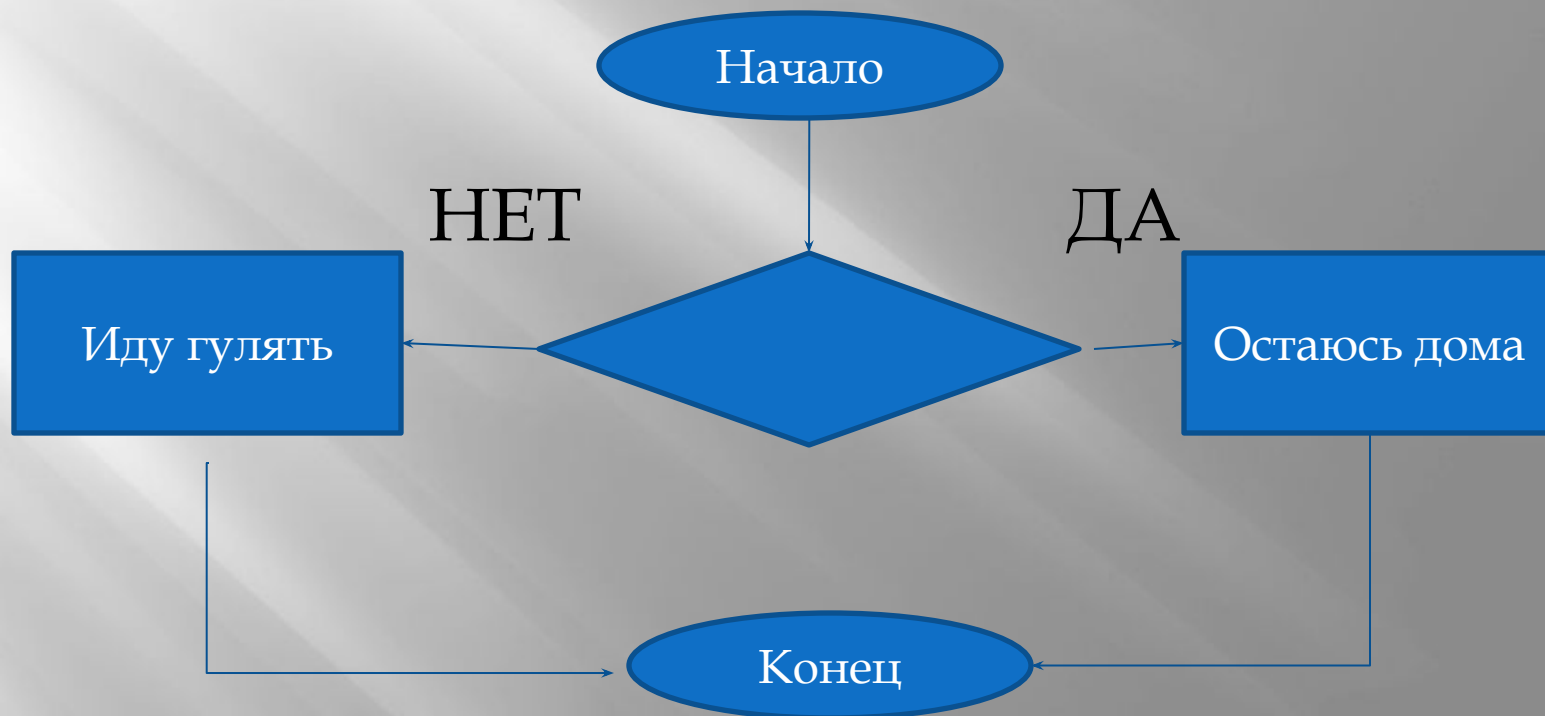 Начало
НЕТ
ДА
Иду гулять
Остаюсь дома
Конец